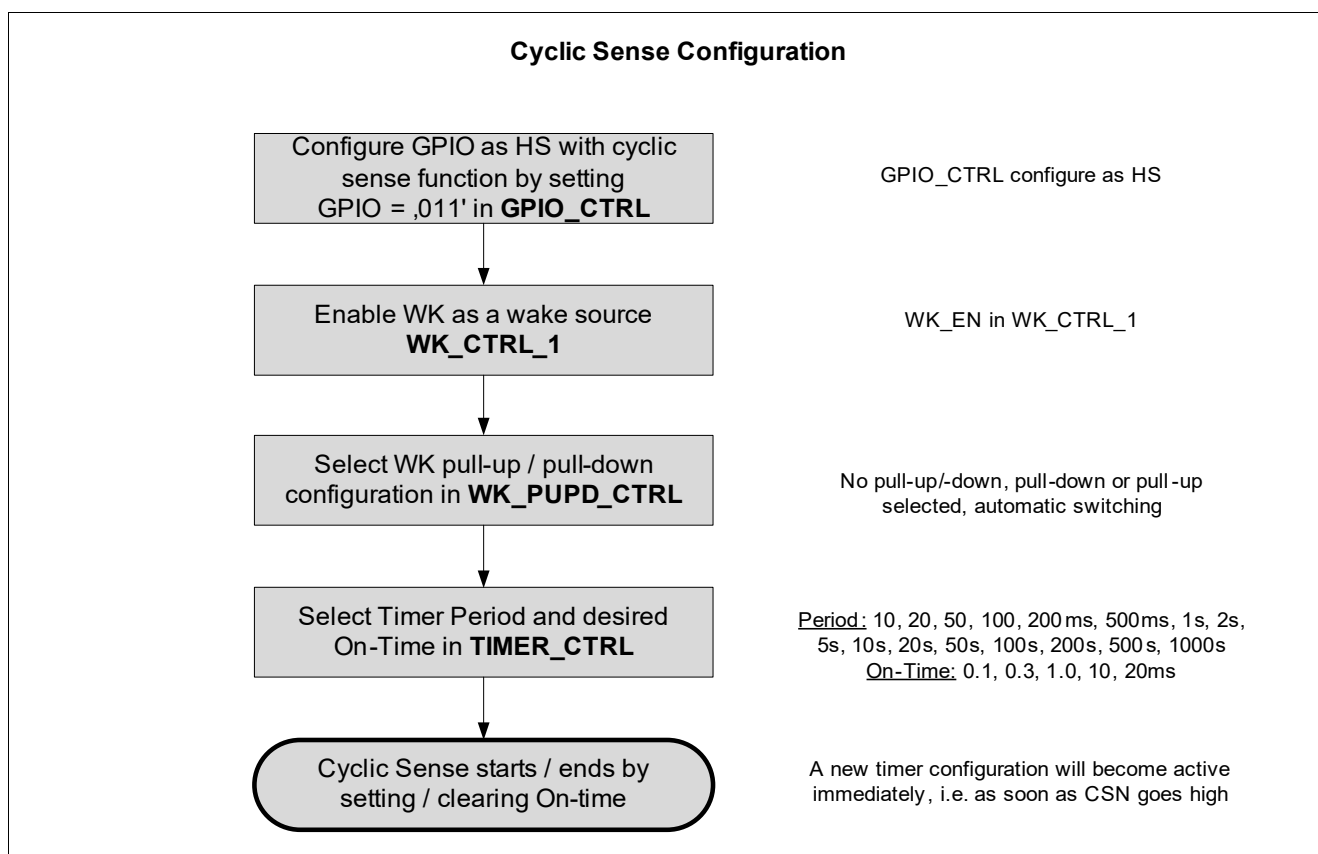 Cyclic Sense Configuration
Configure GPIO as HS with cyclic
sense function by setting
GPIO = ‚011' in GPIO_CTRL
GPIO_CTRL configure as HS
Enable WK as a wake source
WK_CTRL_1
WK_EN in WK_CTRL_1
Select WK pull-up / pull-down
configuration in WK_PUPD_CTRL
No pull-up/-down, pull-down or pull-up
selected, automatic switching
Select Timer Period and desired
On-Time in TIMER_CTRL
Period: 10, 20, 50, 100, 200ms, 500ms, 1s, 2s,
5s, 10s, 20s, 50s, 100s, 200s, 500s, 1000s
On-Time: 0.1, 0.3, 1.0, 10, 20ms
Cyclic Sense starts / ends by
setting / clearing On-time
A new timer configuration will become active
immediately, i.e. as soon as CSN goes high